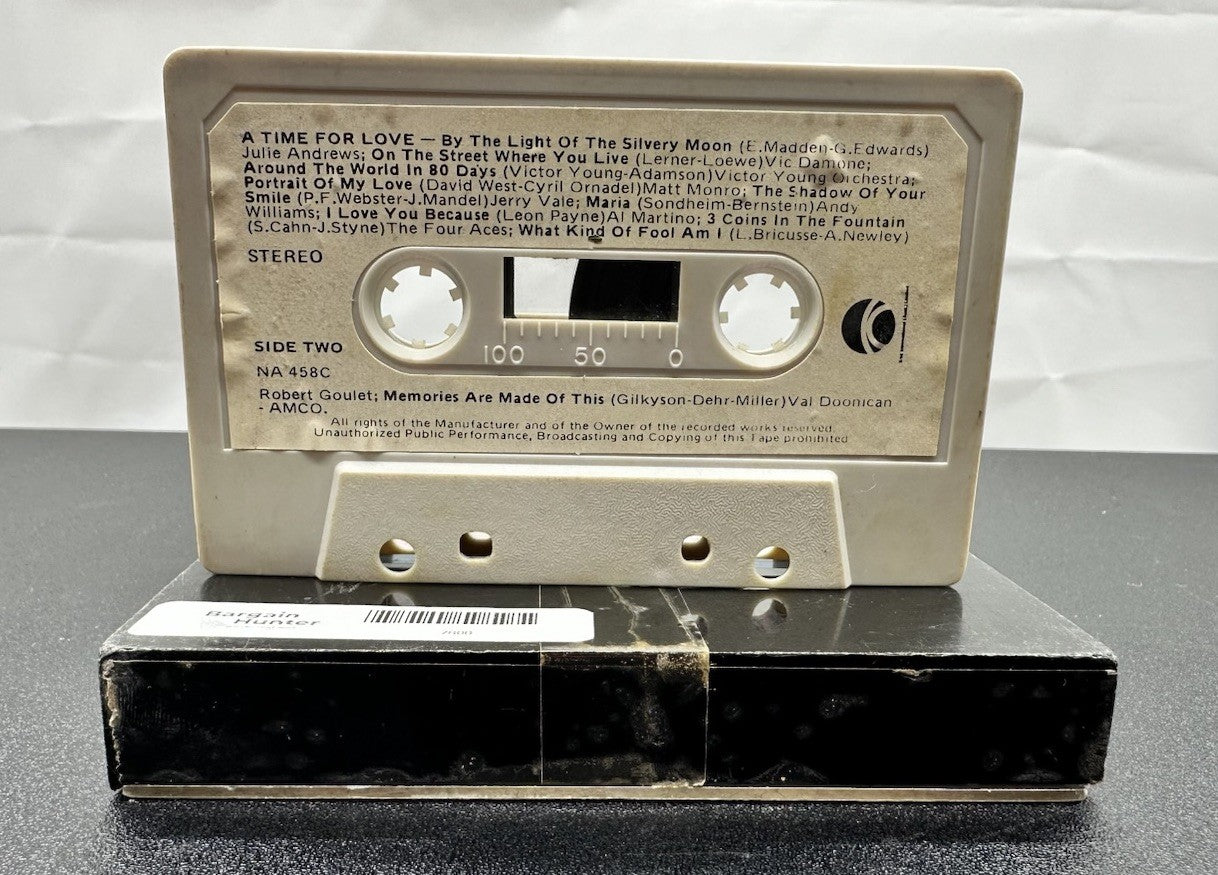 A TIME FOR LOVE — By The Light Of The Silvery Moon (E.Madden-G.Edwards)
Julie Andrews; On The Street Where You Live (Lerner-Loewe)Vic Damone;
Around The World In 80 Days (Victor Young-Adamson)Victor Young Orchestra;
Portrait Of My Love (David West-Cyril Ornadel)Matt Monro; The Shadow Of Your
Smile (P.F.Webster-J.Mandel)Jerry Vale; Maria (Sondheim-Bernstein)Andy
Williams; I Love You Because (Leon Payne)Al Martino; 3 Coins In The Fountain
(S.Cahn-J.Styne)The Four Aces; What Kind Of Fool Am I (L.Bricusse-A.Newley)
STEREO
100 50 0
SIDE TWO
NA 458C
Robert Goulet; Memories Are Made Of This (Gilkyson-Dehr-Miller)Val Doonican
- AMCO.
All rights of the Manufacturer and of the Owner of the recorded works reserved.
Unauthorized Public Performance, Broadcasting and Copying of this Tape prohibited
Bargain
Hunter